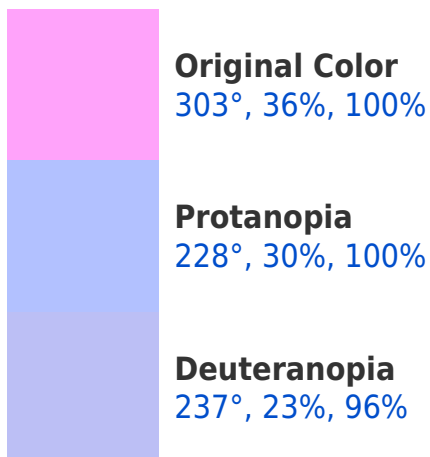 Original Color
303°, 36%, 100%
Protanopia
228°, 30%, 100%
Deuteranopia
237°, 23%, 96%